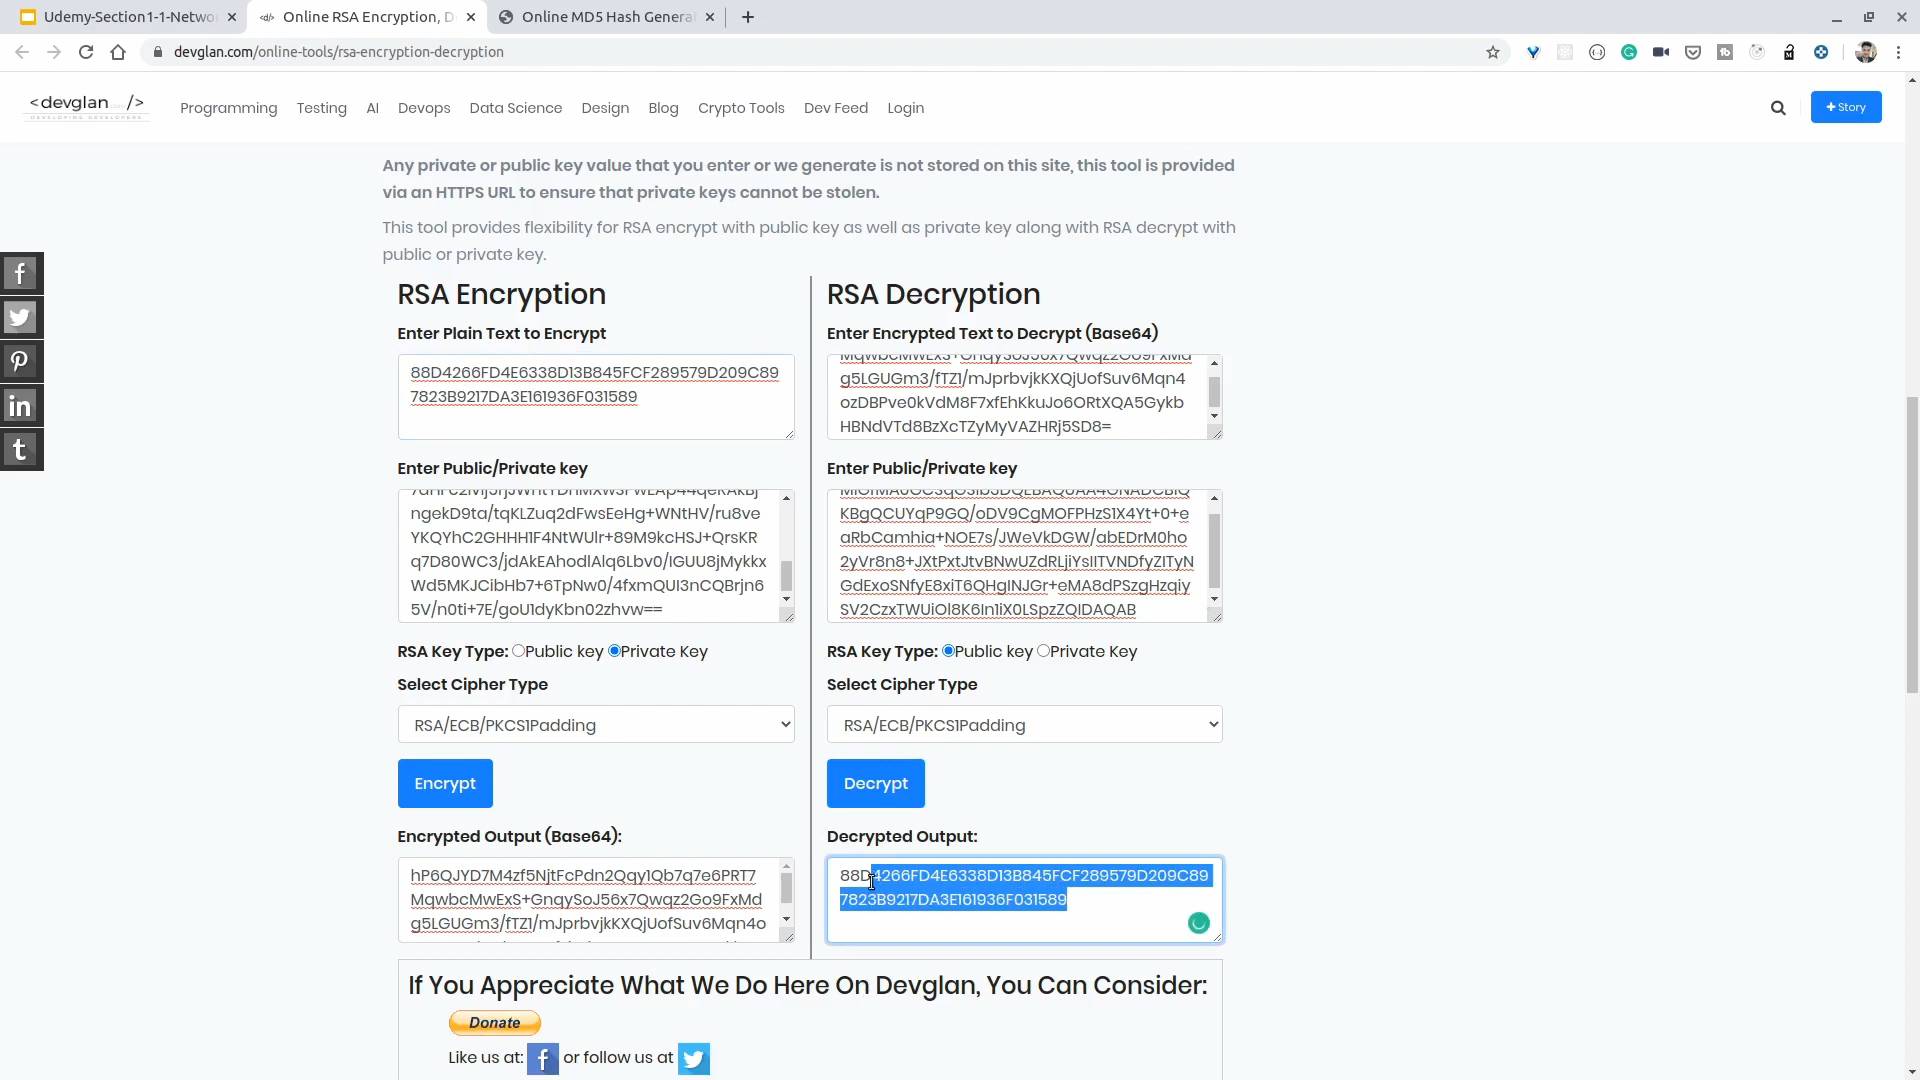 Udemy-Section1-1-Netwo
Online RSA Encryption, D
Online MD5 Hash Genera
devglan.com/online-tools/rsa-encryption-decryption
<devglan />
DEVELOPING DEVELOPERS
Programming Testing AI Devops Data Science Design Blog Crypto Tools Dev Feed Login
+ Story
Any private or public key value that you enter or we generate is not stored on this site, this tool is provided
via an HTTPS URL to ensure that private keys cannot be stolen.
This tool provides flexibility for RSA encrypt with public key as well as private key along with RSA decrypt with
public or private key.
RSA Encryption
Enter Plain Text to Encrypt
88D4266FD4E6338D13B845FCF289579D209C89
7823B9217DA3E161936F031589
Enter Public/Private key
ngekD9ta/tqKLZuq2dFwsEeHg+WNtHV/ru8ve
YKQYhC2GHHH1F4NtWUlr+89M9kcHSJ+QrsKR
q7D80WC3/jdAkEAhodlAlq6Lbv0/lGUU8jMykkx
Wd5MKJCibHb7+6TpNw0/4fxmQUI3nCQBrjn6
5V/n0ti+7E/goU1dyKbn02zhvw==
RSA Key Type: Public key Private Key
Select Cipher Type
RSA/ECB/PKCS1Padding
Encrypt
Encrypted Output (Base64):
hP6QJYD7M4zf5NjtFcPdn2Qqy1Qb7q7e6PRT7
MqwbcMwExS+GnqySoJ56x7Qwqz2Go9FxMd
g5LGUGm3/fTZ1/mJprbvjkKXQjUofSuv6Mqn4o
RSA Decryption
Enter Encrypted Text to Decrypt (Base64)
MqwbcMwExS+GnqySoJ56x7Qwqz2Go9FxMd
g5LGUGm3/fTZ1/mJprbvjkKXQjUofSuv6Mqn4
ozDBPve0kVdM8F7xfEhKkuJo6ORtXQA5Gykb
HBNdVTd8BzXcTZyMyVAZHRj5SD8=
Enter Public/Private key
MIGfMA0GCSqGSIb3DQEBAQUAA4GNADCBiQ
KBgQCUYqP9GQ/oDV9CgMOFPHzS1X4Yt+0+e
aRbCamhia+NOE7s/JWeVkDGW/abEDrM0ho
2yVr8n8+JXtPxtJtvBNwUZdRLjiYsIITVNDfyZITyN
GdExoSNfyE8xiT6QHgINJGr+eMA8dPSzgHzqiy
SV2CzxTWUiOl8K6In1iX0LSpzZQIDAQAB
RSA Key Type: Public key Private Key
Select Cipher Type
RSA/ECB/PKCS1Padding
Decrypt
Decrypted Output:
88D4266FD4E6338D13B845FCF289579D209C89
7823B9217DA3E161936F031589
If You Appreciate What We Do Here On Devglan, You Can Consider:
Donate
Like us at: or follow us at